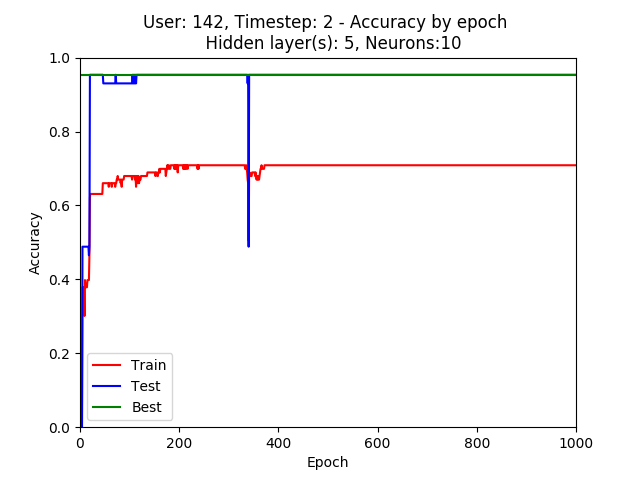 User: 142, Timestep: 2 - Accuracy by epoch
Hidden layer(s): 5, Neurons:10
1.0
0.8
0.6
0.4
0.2
0.0
Accuracy
Train
Test
Best
0 200 400 600 800 1000
Epoch